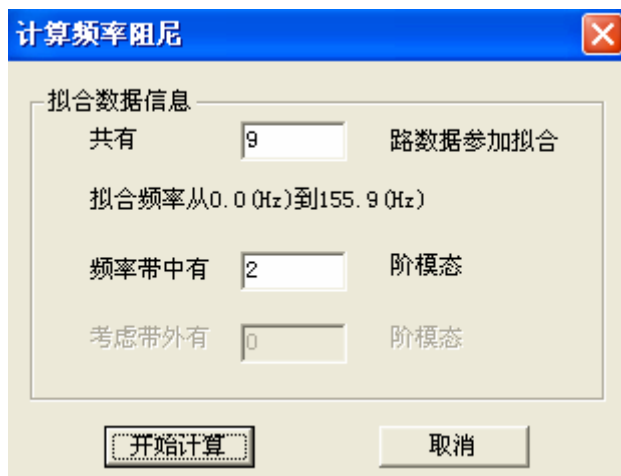 计算频率阻尼
拟合数据信息
共有 9 路数据参加拟合
拟合频率从0.0(Hz)到155.9(Hz)
频率带中有 2 阶模态
考虑带外有 0 阶模态
开始计算 取消